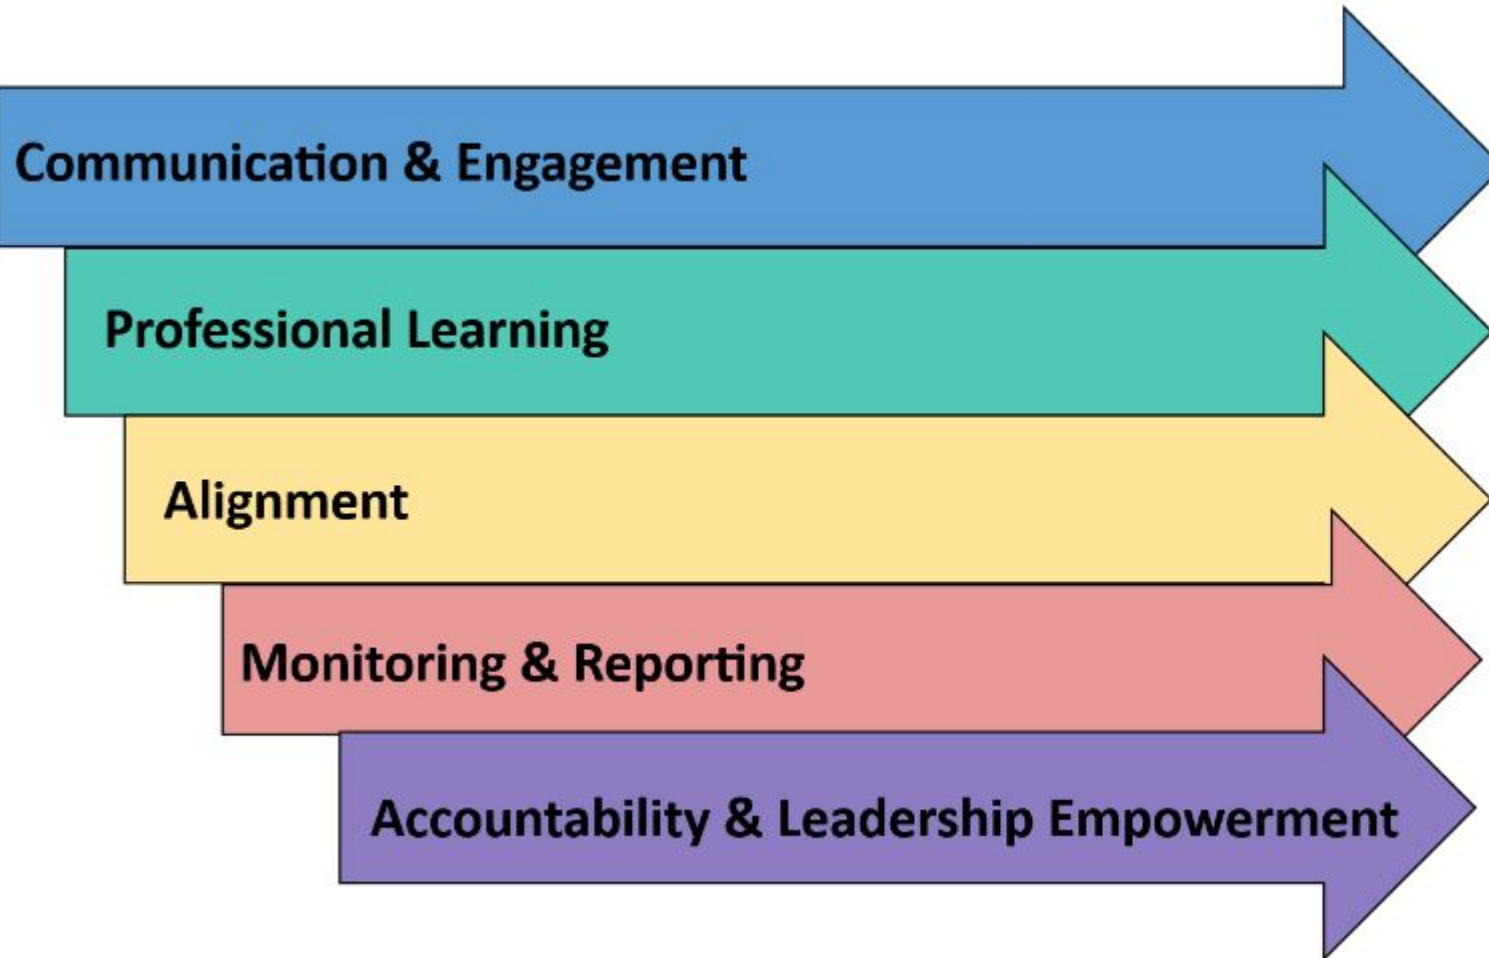 Communication & Engagement
Professional Learning
Alignment
Monitoring & Reporting
Accountability & Leadership Empowerment